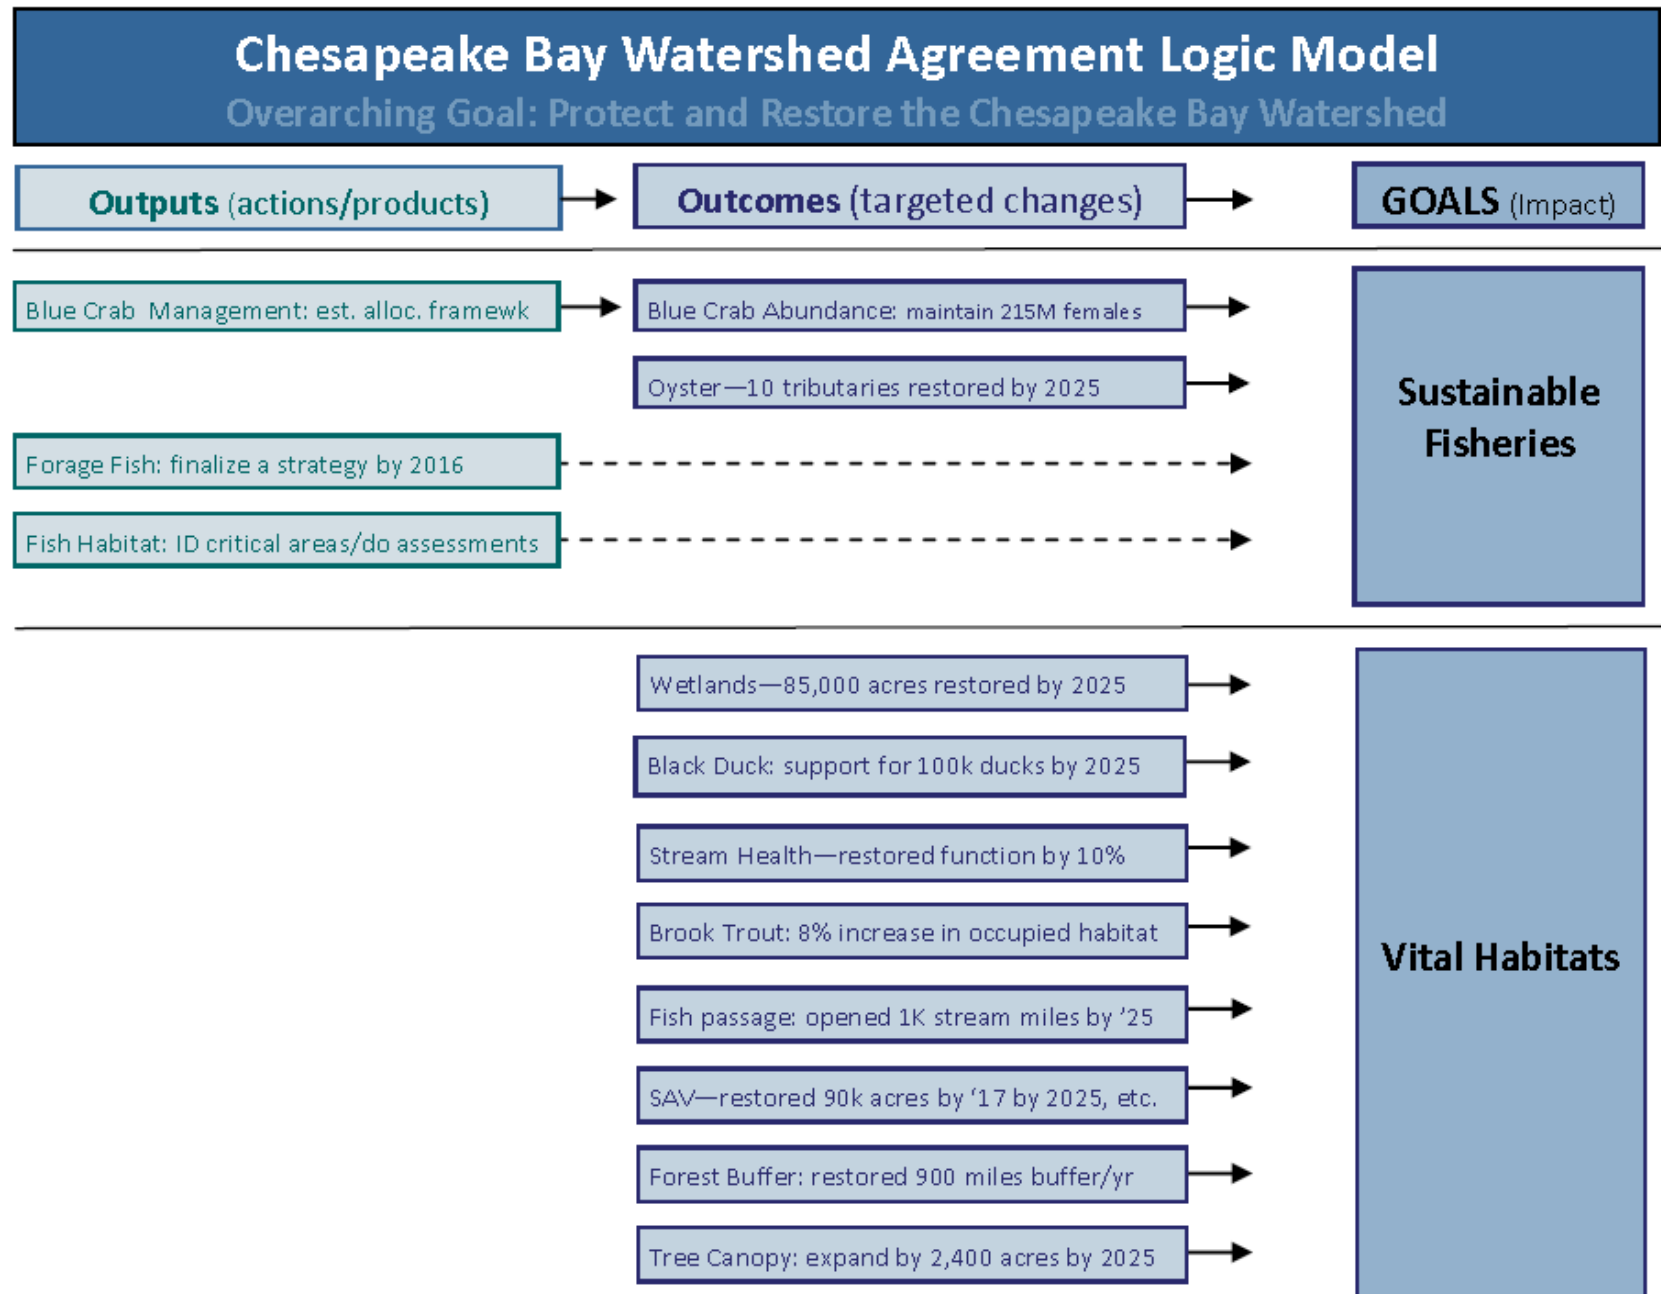 Chesapeake Bay Watershed Agreement Logic Model
Overarching Goal: Protect and Restore the Chesapeake Bay Watershed
Outputs (actions/products)
Outcomes (targeted changes)
GOALS (Impact)
Blue Crab Management: est. alloc. framewk
Blue Crab Abundance: maintain 215M females
Oyster—10 tributaries restored by 2025
Forage Fish: finalize a strategy by 2016
Fish Habitat: ID critical areas/do assessments
Sustainable
Fisheries
Wetlands—85,000 acres restored by 2025
Black Duck: support for 100k ducks by 2025
Stream Health—restored function by 10%
Brook Trout: 8% increase in occupied habitat
Fish passage: opened 1K stream miles by ’25
SAV—restored 90k acres by ‘17 by 2025, etc.
Forest Buffer: restored 900 miles buffer/yr
Tree Canopy: expand by 2,400 acres by 2025
Vital Habitats